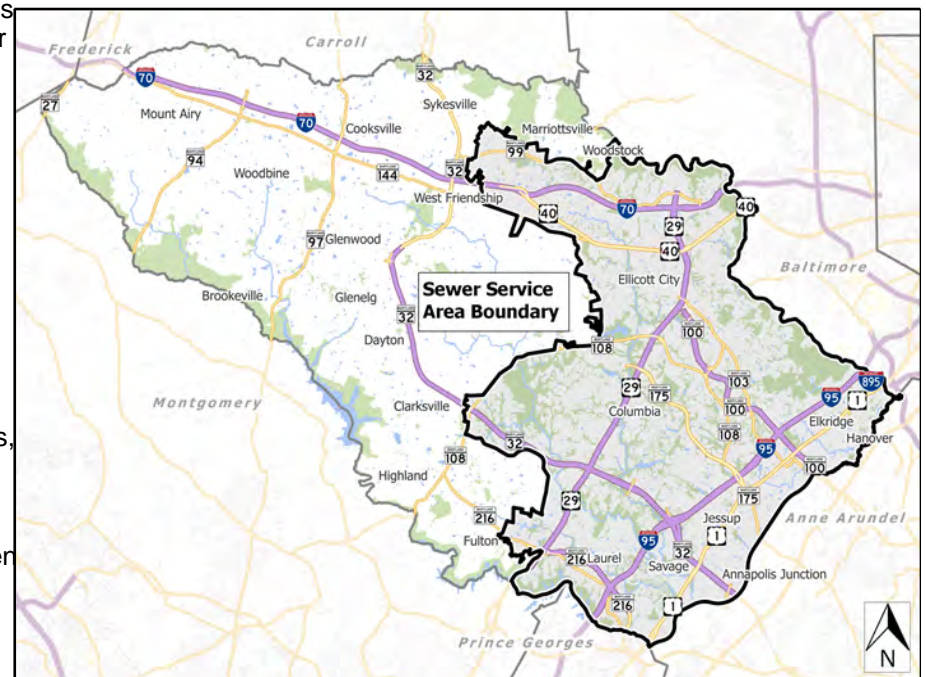 s
r
Frederick
Carroll
32
70
27
Mount Airy
Sykesville
70
Cooksville
Marriottsville
99
Woodstock
94
Woodbine
144
32
West Friendship
70
40
40
29
97
Glenwood
40
Ellicott City
Baltimore
Brookeville
Glenelg
Sewer Service
Area Boundary
32
Dayton
100
108
29
175
103
895
95
1
Montgomery
Clarksville
Columbia
100
Elkridge
s,
32
108
95
Hanover
108
100
Highland
175
29
216
Jessup
Anne Arundel
Fulton
95
1
32
en
216
Laurel
Savage
Annapolis Junction
216
1
Prince Georges
N